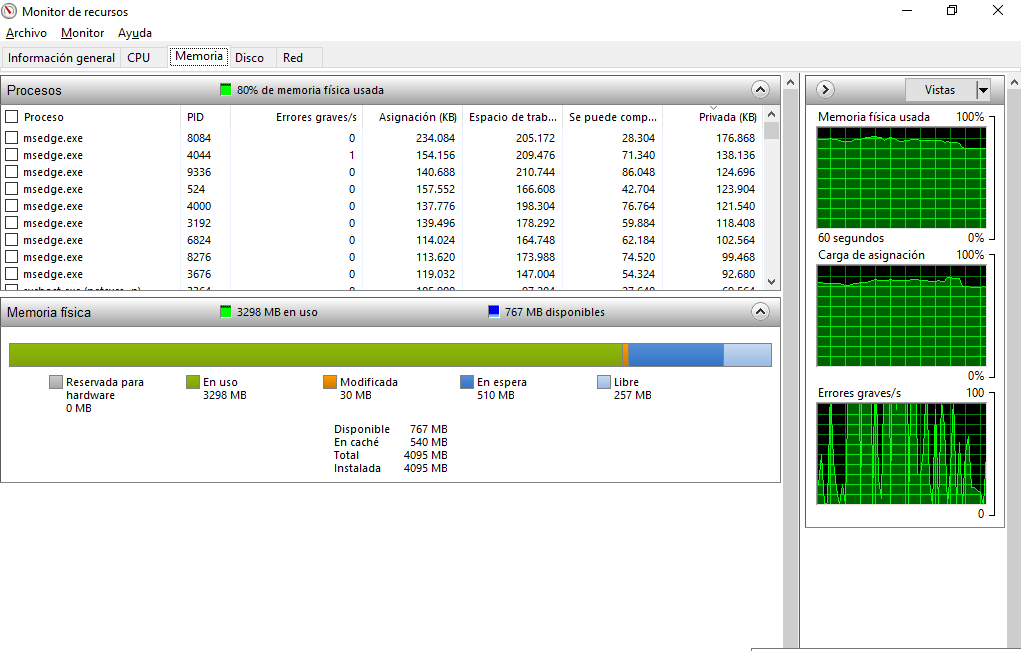 Monitor de recursos
Archivo Monitor Ayuda
Información general CPU Memoria Disco Red
Procesos 80% de memoria física usada
Proceso PID Errores graves/s Asignación (KB) Espacio de trab... Se puede comp... Privada (KB)
msedge.exe 8084 0 234.084 205.172 28.304 176.868
msedge.exe 4044 1 154.156 209.476 71.340 138.136
msedge.exe 9336 0 140.688 210.744 86.048 124.696
msedge.exe 524 0 157.552 166.608 42.704 123.904
msedge.exe 4000 0 137.776 198.304 76.764 121.540
msedge.exe 3192 0 139.496 178.292 59.884 118.408
msedge.exe 6824 0 114.024 164.748 62.184 102.564
msedge.exe 8276 0 113.620 173.988 74.520 99.468
msedge.exe 3676 0 119.032 147.004 54.324 92.680
Memoria física 3298 MB en uso 767 MB disponibles
Reservada para hardware
0 MB
En uso
3298 MB
Modificada
30 MB
En espera
510 MB
Libre
257 MB
Disponible 767 MB
En caché 540 MB
Total 4095 MB
Instalada 4095 MB
Vistas
Memoria física usada 100%
60 segundos 0%
Carga de asignación 100%
0%
Errores graves/s 100
0